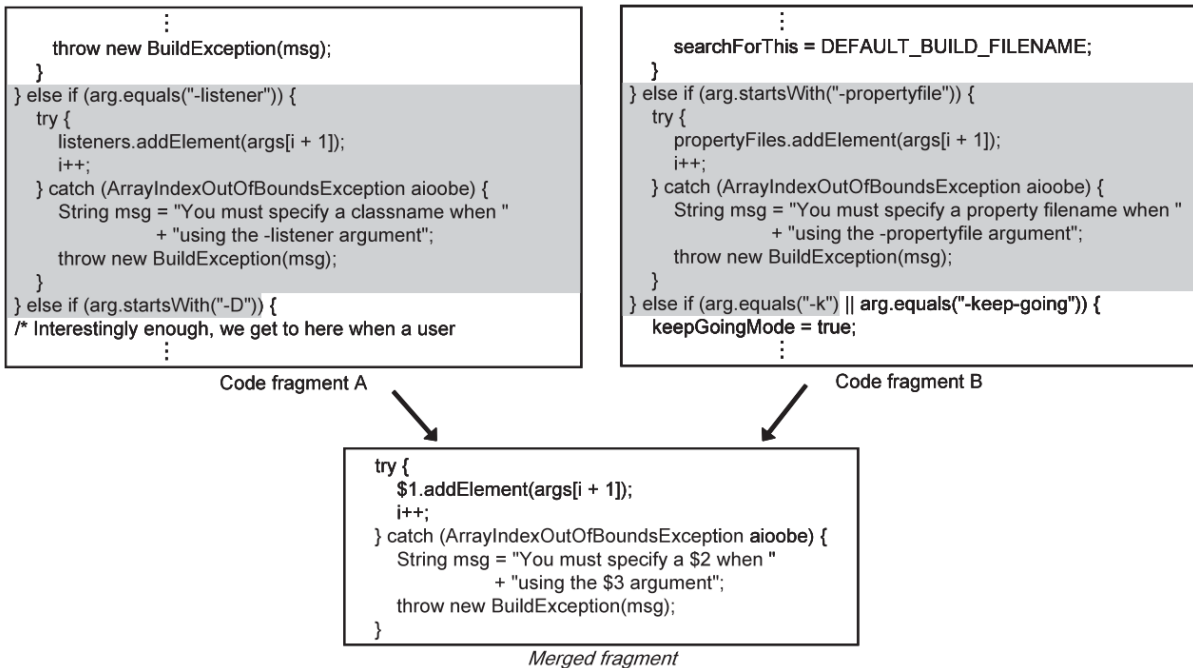 ⋮
throw new BuildException(msg);
}
} else if (arg.equals("-listener")) {
try {
listeners.addElement(args[i + 1]);
i++;
} catch (ArrayIndexOutOfBoundsException aioobe) {
String msg = "You must specify a classname when "
+ "using the -listener argument";
throw new BuildException(msg);
}
} else if (arg.startsWith("-D")) {
/* Interestingly enough, we get to here when a user
⋮
Code fragment A
⋮
searchForThis = DEFAULT_BUILD_FILENAME;
}
} else if (arg.startsWith("-propertyfile")) {
try {
propertyFiles.addElement(args[i + 1]);
i++;
} catch (ArrayIndexOutOfBoundsException aioobe) {
String msg = "You must specify a property filename when "
+ "using the -propertyfile argument";
throw new BuildException(msg);
}
} else if (arg.equals("-k") || arg.equals("-keep-going")) {
keepGoingMode = true;
⋮
Code fragment B
try {
$1.addElement(args[i + 1]);
i++;
} catch (ArrayIndexOutOfBoundsException aioobe) {
String msg = "You must specify a $2 when "
+ "using the $3 argument";
throw new BuildException(msg);
}
Merged fragment